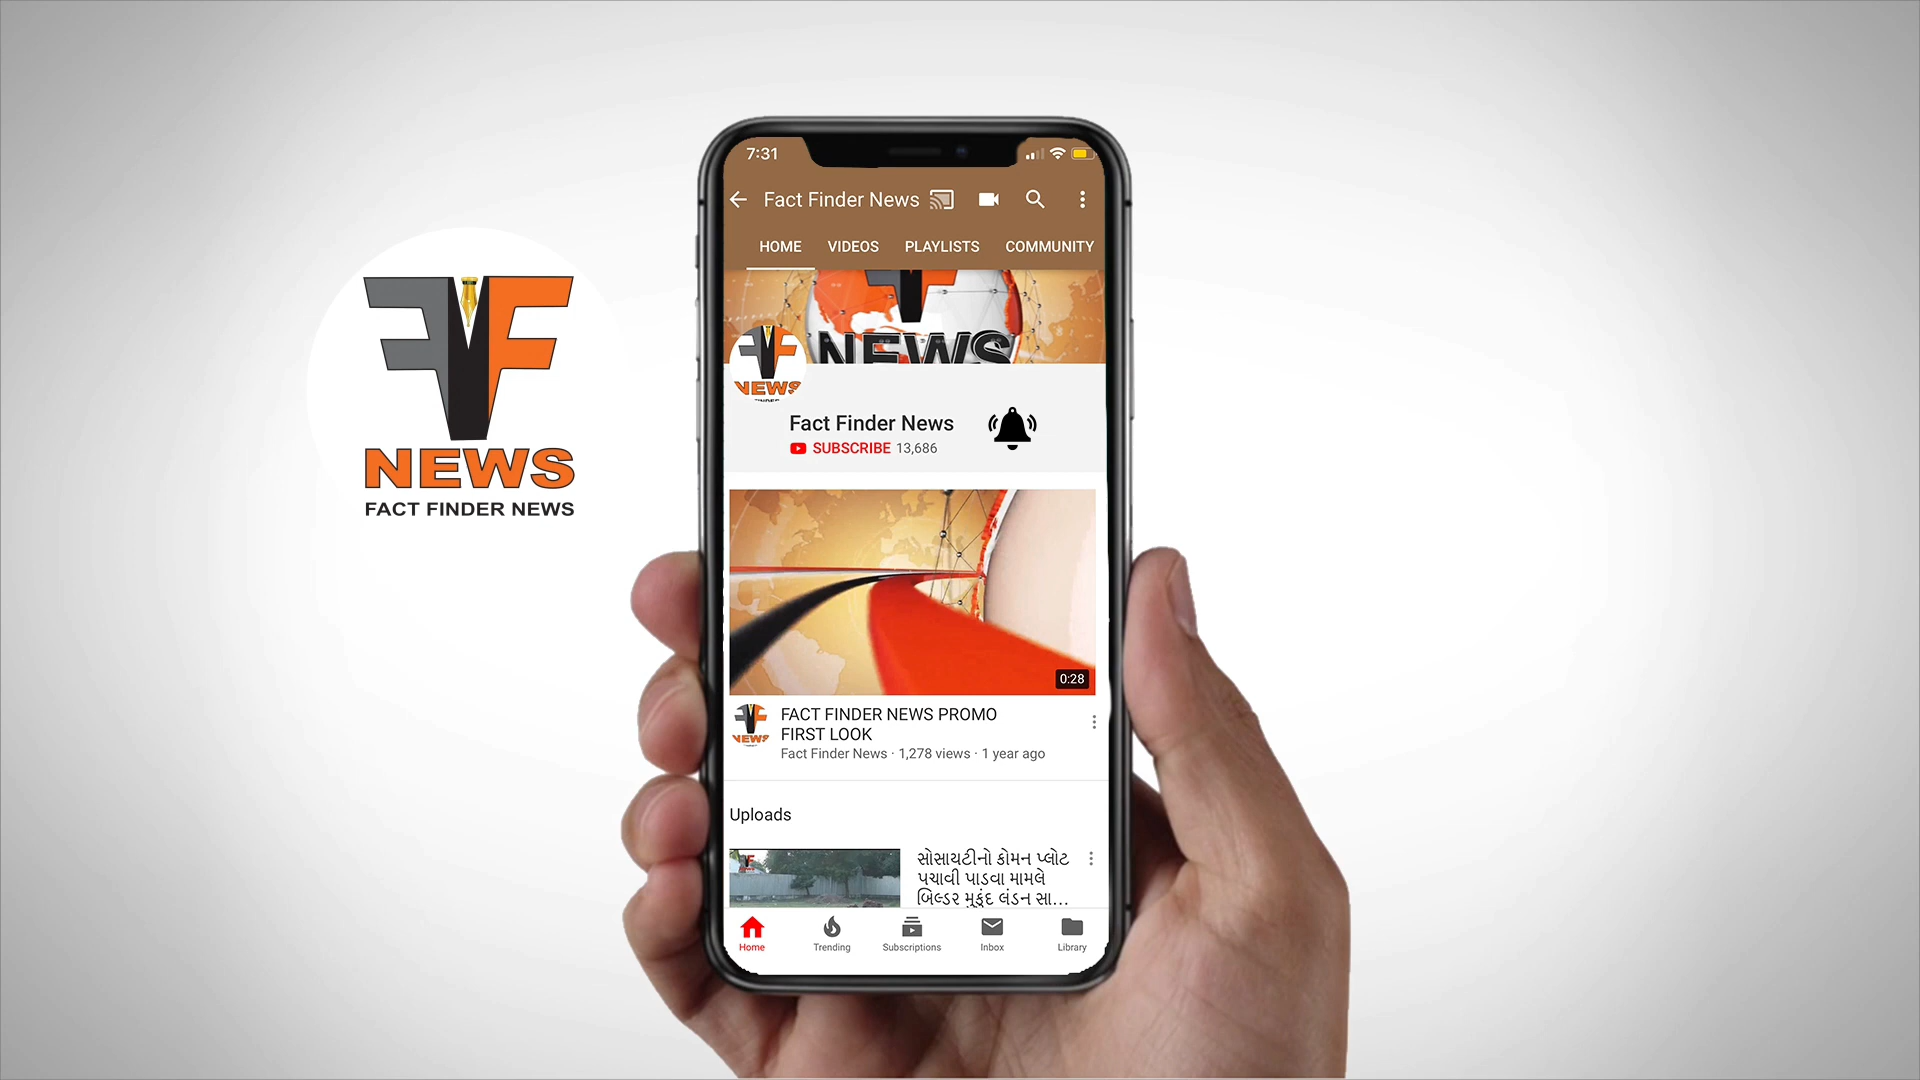 NEWS
FACT FINDER NEWS
7:31
Fact Finder News
HOME VIDEOS PLAYLISTS COMMUNITY
NEWS
NEWS
Fact Finder News
SUBSCRIBE 13,686
0:28
NEWS
FACT FINDER NEWS PROMO
FIRST LOOK
Fact Finder News · 1,278 views · 1 year ago
Uploads
સોસાયટીનો કોમન પ્લોટ
પચાવી પાડવા મામલે
બિલ્ડર મુકુંદ લંડન સા...
Home Trending Subscriptions Inbox Library